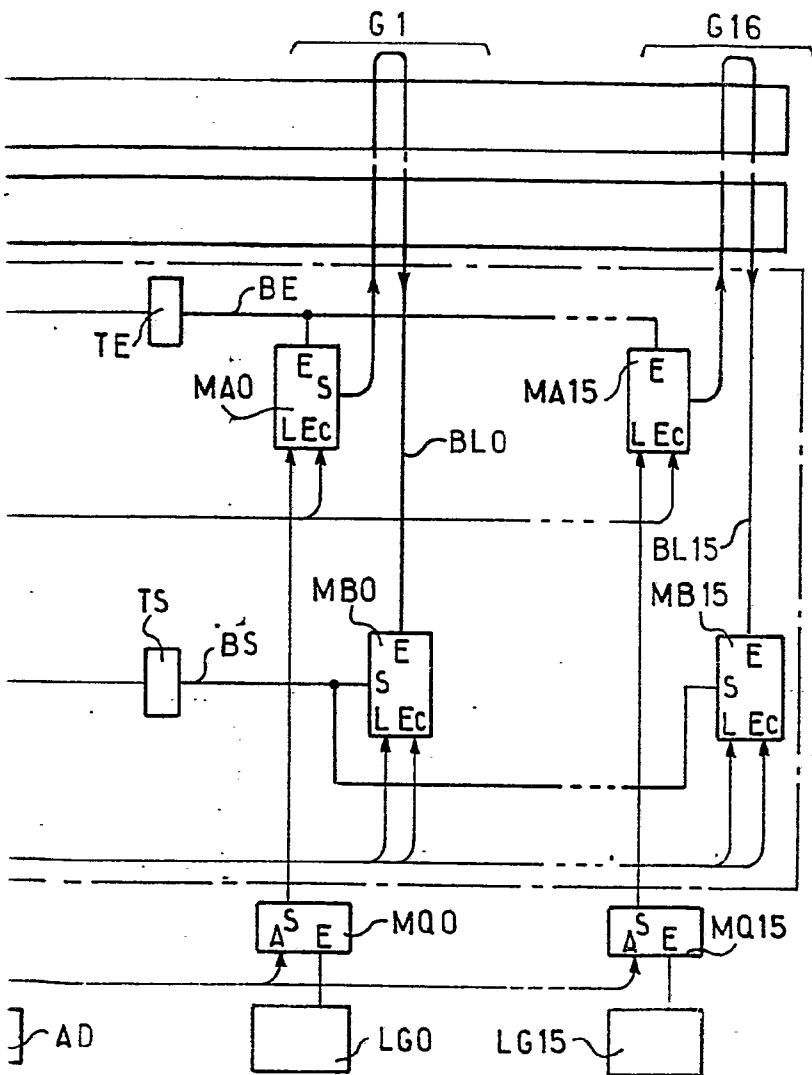 G1 G16
BE
TE
E
S
L Ec
MA0
E
L Ec
MA15
BL0
BL15
TS
BS
MB0
E
S
L Ec
MB15
E
S
L Ec
S
A E
MQ0
S
A E
MQ15
AD
LG0
LG15